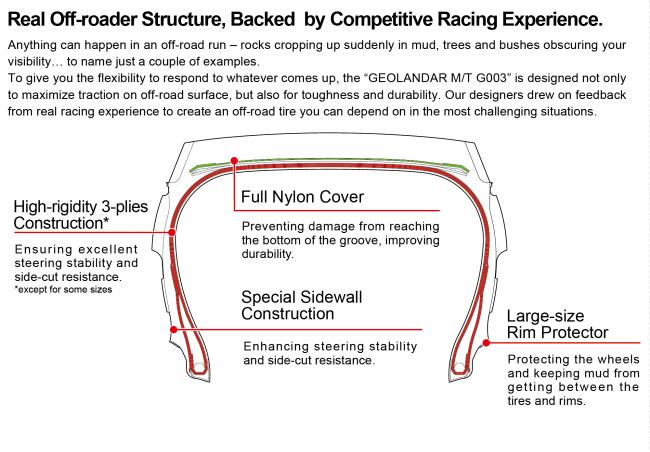 Real Off-roader Structure, Backed by Competitive Racing Experience.
Anything can happen in an off-road run – rocks cropping up suddenly in mud, trees and bushes obscuring your
visibility… to name just a couple of examples.
To give you the flexibility to respond to whatever comes up, the “GEOLANDAR M/T G003” is designed not only
to maximize traction on off-road surface, but also for toughness and durability. Our designers drew on feedback
from real racing experience to create an off-road tire you can depend on in the most challenging situations.
High-rigidity 3-plies
Construction*
Ensuring excellent
steering stability and
side-cut resistance.
*except for some sizes
Full Nylon Cover
Preventing damage from reaching
the bottom of the groove, improving
durability.
Special Sidewall
Construction
Enhancing steering stability
and side-cut resistance.
Large-size
Rim Protector
Protecting the wheels
and keeping mud from
getting between the
tires and rims.